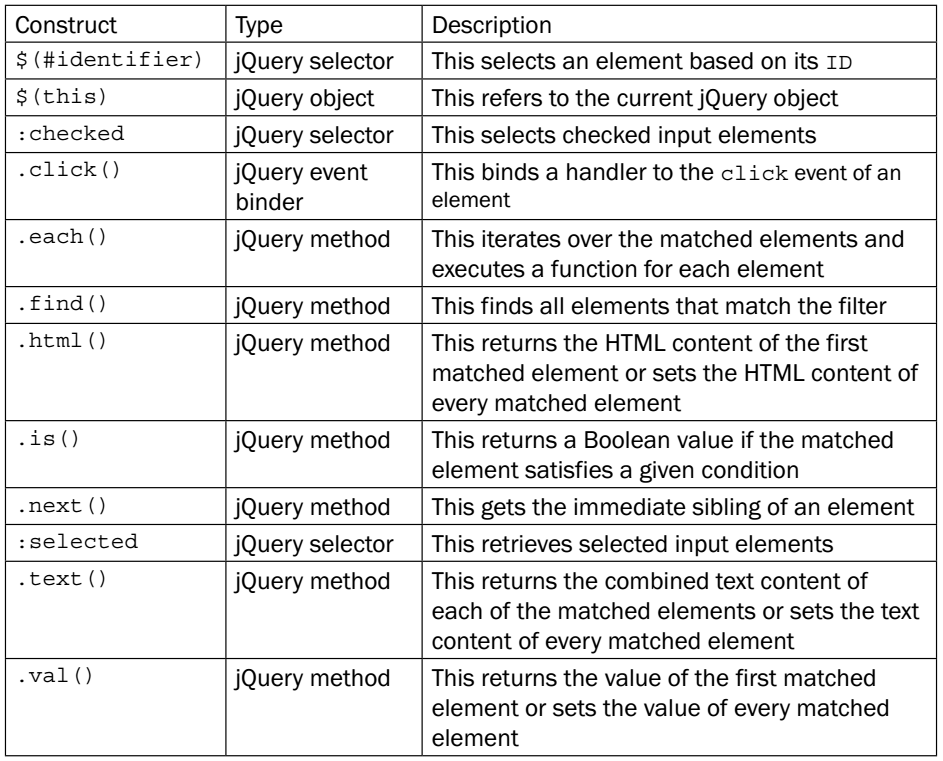 Construct Type Description
$(#identifier) jQuery selector This selects an element based on its ID
$(this) jQuery object This refers to the current jQuery object
:checked jQuery selector This selects checked input elements
.click() jQuery event This binds a handler to the click event of an
binder element
.each() jQuery method This iterates over the matched elements and
executes a function for each element
.find() jQuery method This finds all elements that match the filter
.html() jQuery method This returns the HTML content of the first
matched element or sets the HTML content of
every matched element
.is() jQuery method This returns a Boolean value if the matched
element satisfies a given condition
.next() jQuery method This gets the immediate sibling of an element
:selected jQuery selector This retrieves selected input elements
.text() jQuery method This returns the combined text content of
each of the matched elements or sets the text
content of every matched element
.val() jQuery method This returns the value of the first matched
element or sets the value of every matched
element